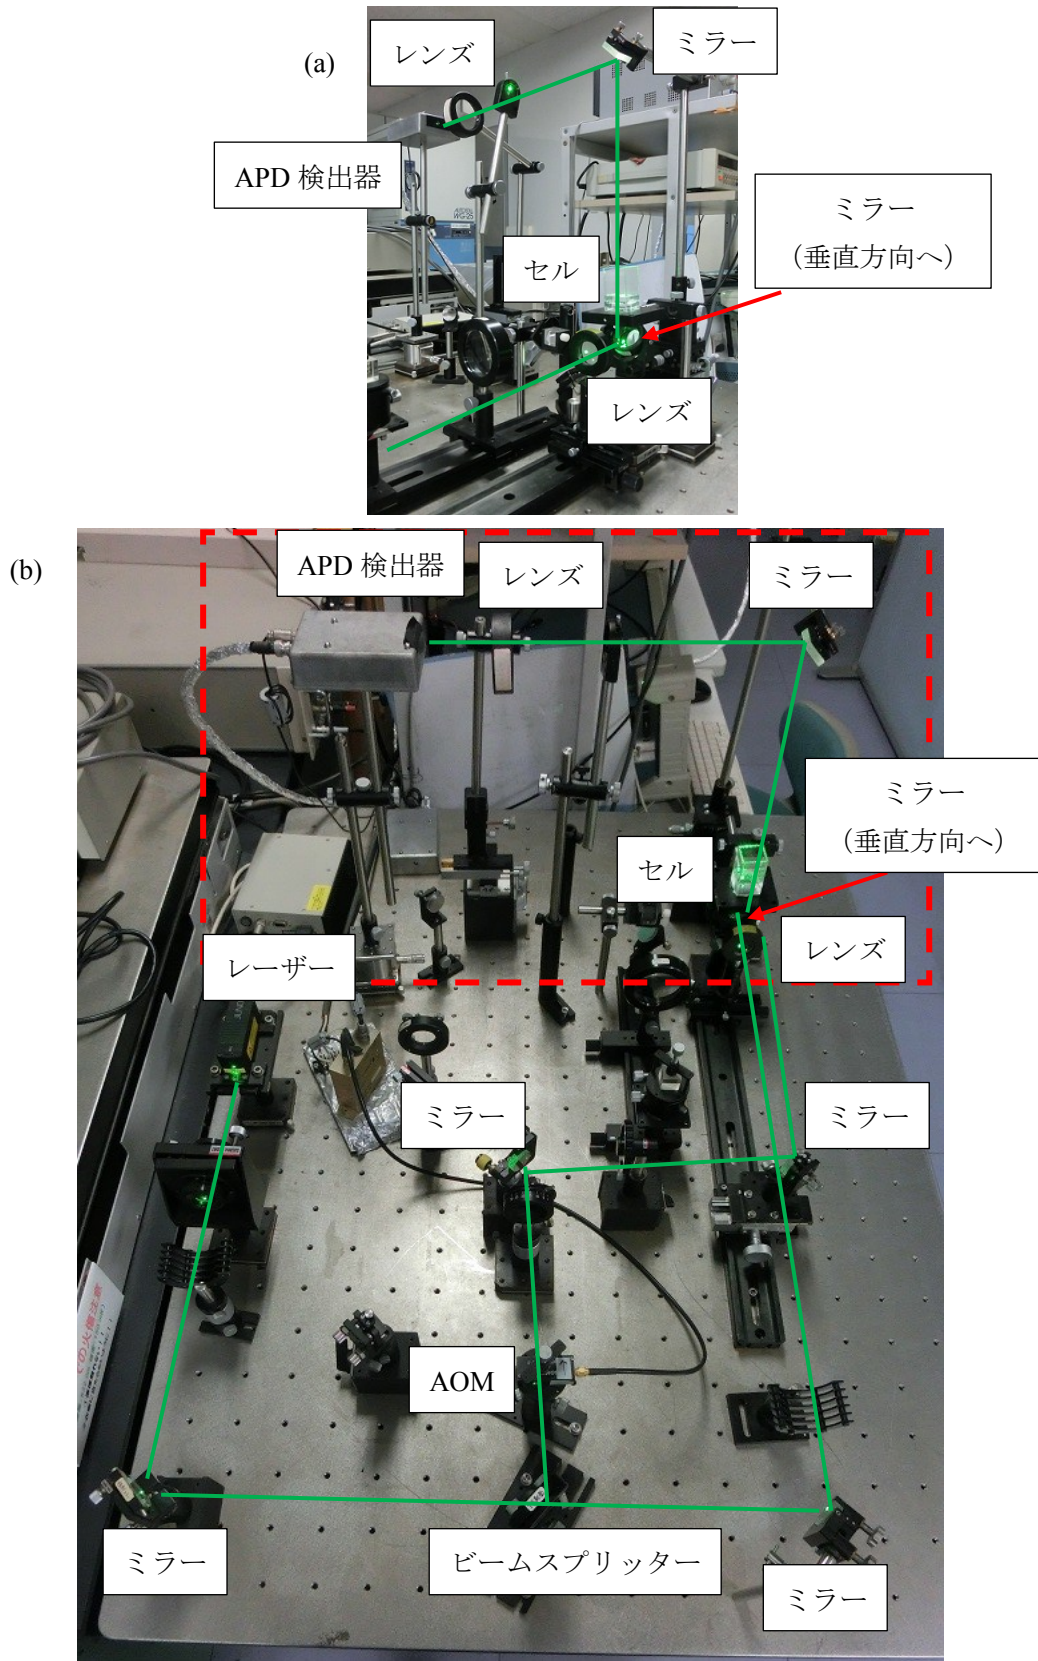 (a)
レンズ
ミラー
APD 検出器
ミラー
（垂直方向へ）
セル
レンズ
(b)
APD 検出器
レンズ
ミラー
ミラー
（垂直方向へ）
セル
レンズ
レーザー
ミラー
ミラー
AOM
ミラー
ビームスプリッター
ミラー